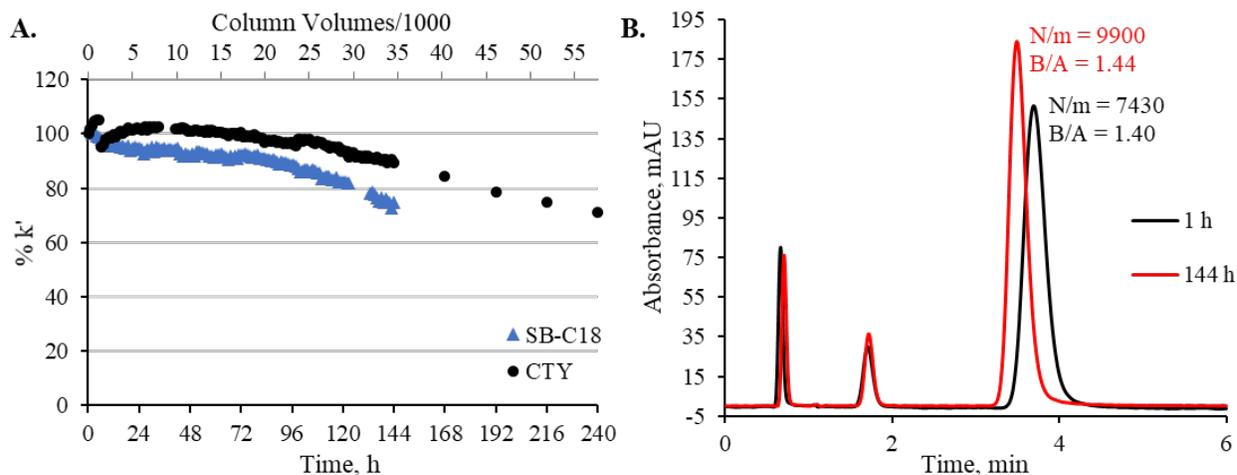 A.
Column Volumes/1000
0 5 10 15 20 25 30 35 40 45 50 55
120
100
80
60
40
20
0
% k'
SB-C18
CTY
0 24 48 72 96 120 144 168 192 216 240
Time, h
B.
195
175
155
135
115
95
75
55
35
15
-5
Absorbance, mAU
N/m = 9900
B/A = 1.44
N/m = 7430
B/A = 1.40
1 h
144 h
0 2 4 6
Time, min